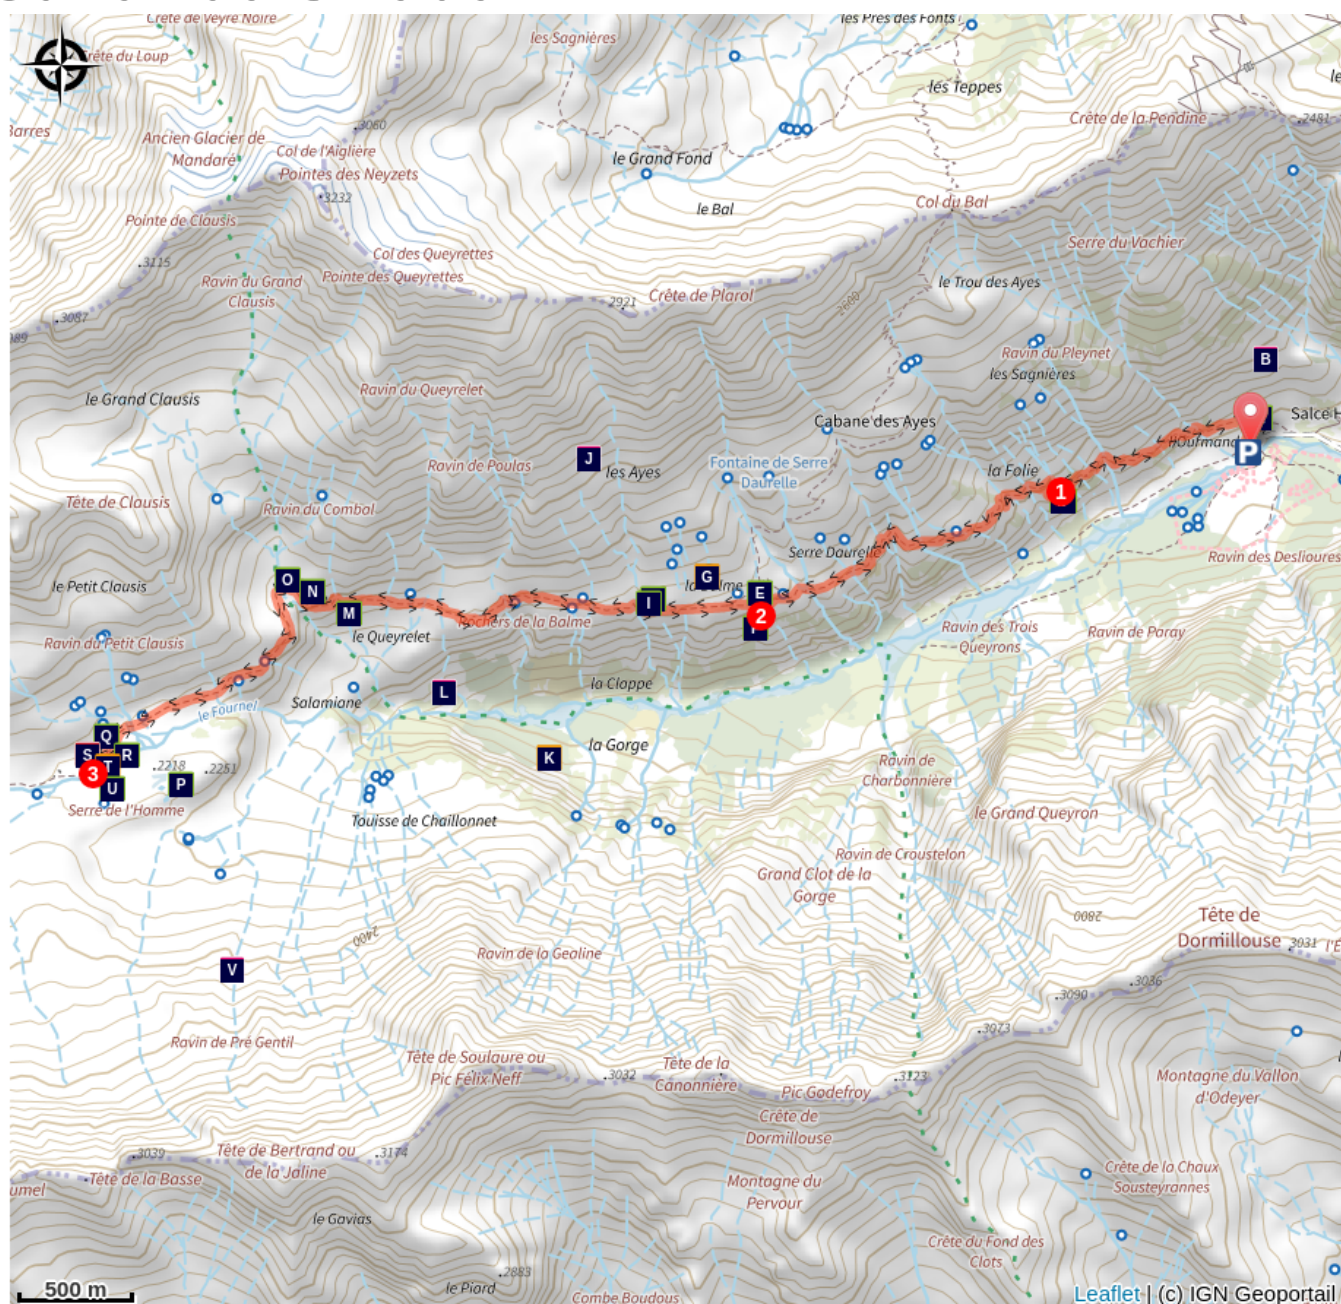 Crête de Veyre Noire
les Prés des Fonts
les Sagnières
Crête du Loup
les Teppes
Crête de la Pendine
2481
3060
Barres
Ancien Glacier de
Mandaré
Col de l'Aiglière
Pointes des Neyzets
le Grand Fond
3232
le Bal
Col du Bal
Pointe de Clausis
Serre du Vachier
3115
Col des Queyrettes
Pointe des Queyrettes
Ravin du Grand
Clausis
le Trou des Ayes
2921
Crête de Plarol
2600
3087
Ravin du Pleynet
les Sagnières
B
Ravin du Queyrelet
le Grand Clausis
Cabane des Ayes
Salce
P
J
les Ayes
Ravin de Poulas
Fontaine de Serre
Daurelle
la Folie
1
Tête de Clausis
Ravin du Combal
Serre Daurelle
Ravin des Deslioures
O
N
M
le Petit Clausis
G
E
I
2
Rochers de la Balme
le Queyrelet
Ravin du Petit Clausis
Ravin des Trois
Queyrons
Ravin de Paray
L
la Clappe
Salamiane
le Fournel
Q
S
R
T
3
U
P
2218
2251
K
la Gorge
Ravin de
Charbonnière
Serre de l'Homme
Touisse de Chaillonnet
le Grand Queyron
Ravin de Croustelon
Grand Clot de la
Gorge
2800
Tête de
Dormillouse
3031
2400
Ravin de la Gealine
V
3036
3090
3073
Ravin de Pré Gentil
Tête de Soulaure ou
Pic Félix Neff
3032
Tête de la
Canonnière
Pic Godefroy
3123
Montagne du Vallon
d'Odeyer
Crête de
Dormillouse
3039
Tête de Bertrand ou
de la Jaline
3174
Tête de la Basse
Crête de la Chaux
Sousteyrannes
Montagne du
Pervour
le Gavias
Crête du Fond des
Clots
2883
le Piard
Combe Boudous
500 m
Leaflet | (c) IGN Geoportail